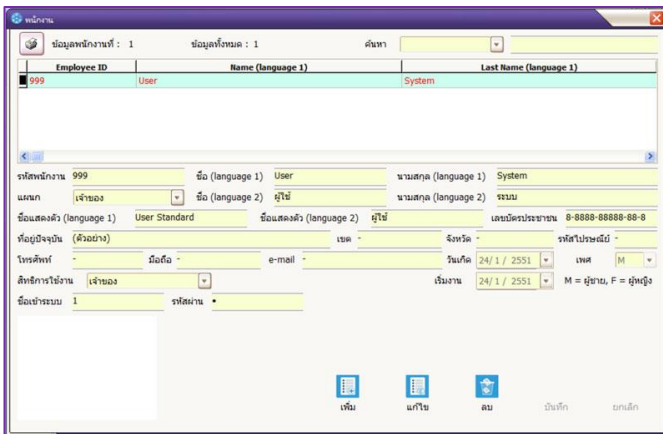 พนักงาน
ข้อมูลพนักงานที่ : 1 ข้อมูลทั้งหมด : 1 ค้นหา
Employee ID Name (language 1) Last Name (language 1)
999 User System
รหัสพนักงาน 999 ชื่อ (language 1) User นามสกุล (language 1) System
แผนก เจ้าของ ชื่อ (language 2) ผู้ใช้ นามสกุล (language 2) ระบบ
ชื่อแสดงตัว (language 1) User Standard ชื่อแสดงตัว (language 2) ผู้ใช้ เลขบัตรประชาชน 8-8888-88888-88-8
ที่อยู่ปัจจุบัน (ตัวอย่าง) เขต - จังหวัด - รหัสไปรษณีย์ -
โทรศัพท์ - มือถือ - e-mail - วันเกิด 24/ 1 / 2551 เพศ M
สิทธิการใช้งาน เจ้าของ เริ่มงาน 24/ 1 / 2551 M = ผู้ชาย, F = ผู้หญิง
ชื่อเข้าระบบ 1 รหัสผ่าน •
เพิ่ม แก้ไข ลบ บันทึก ยกเลิก